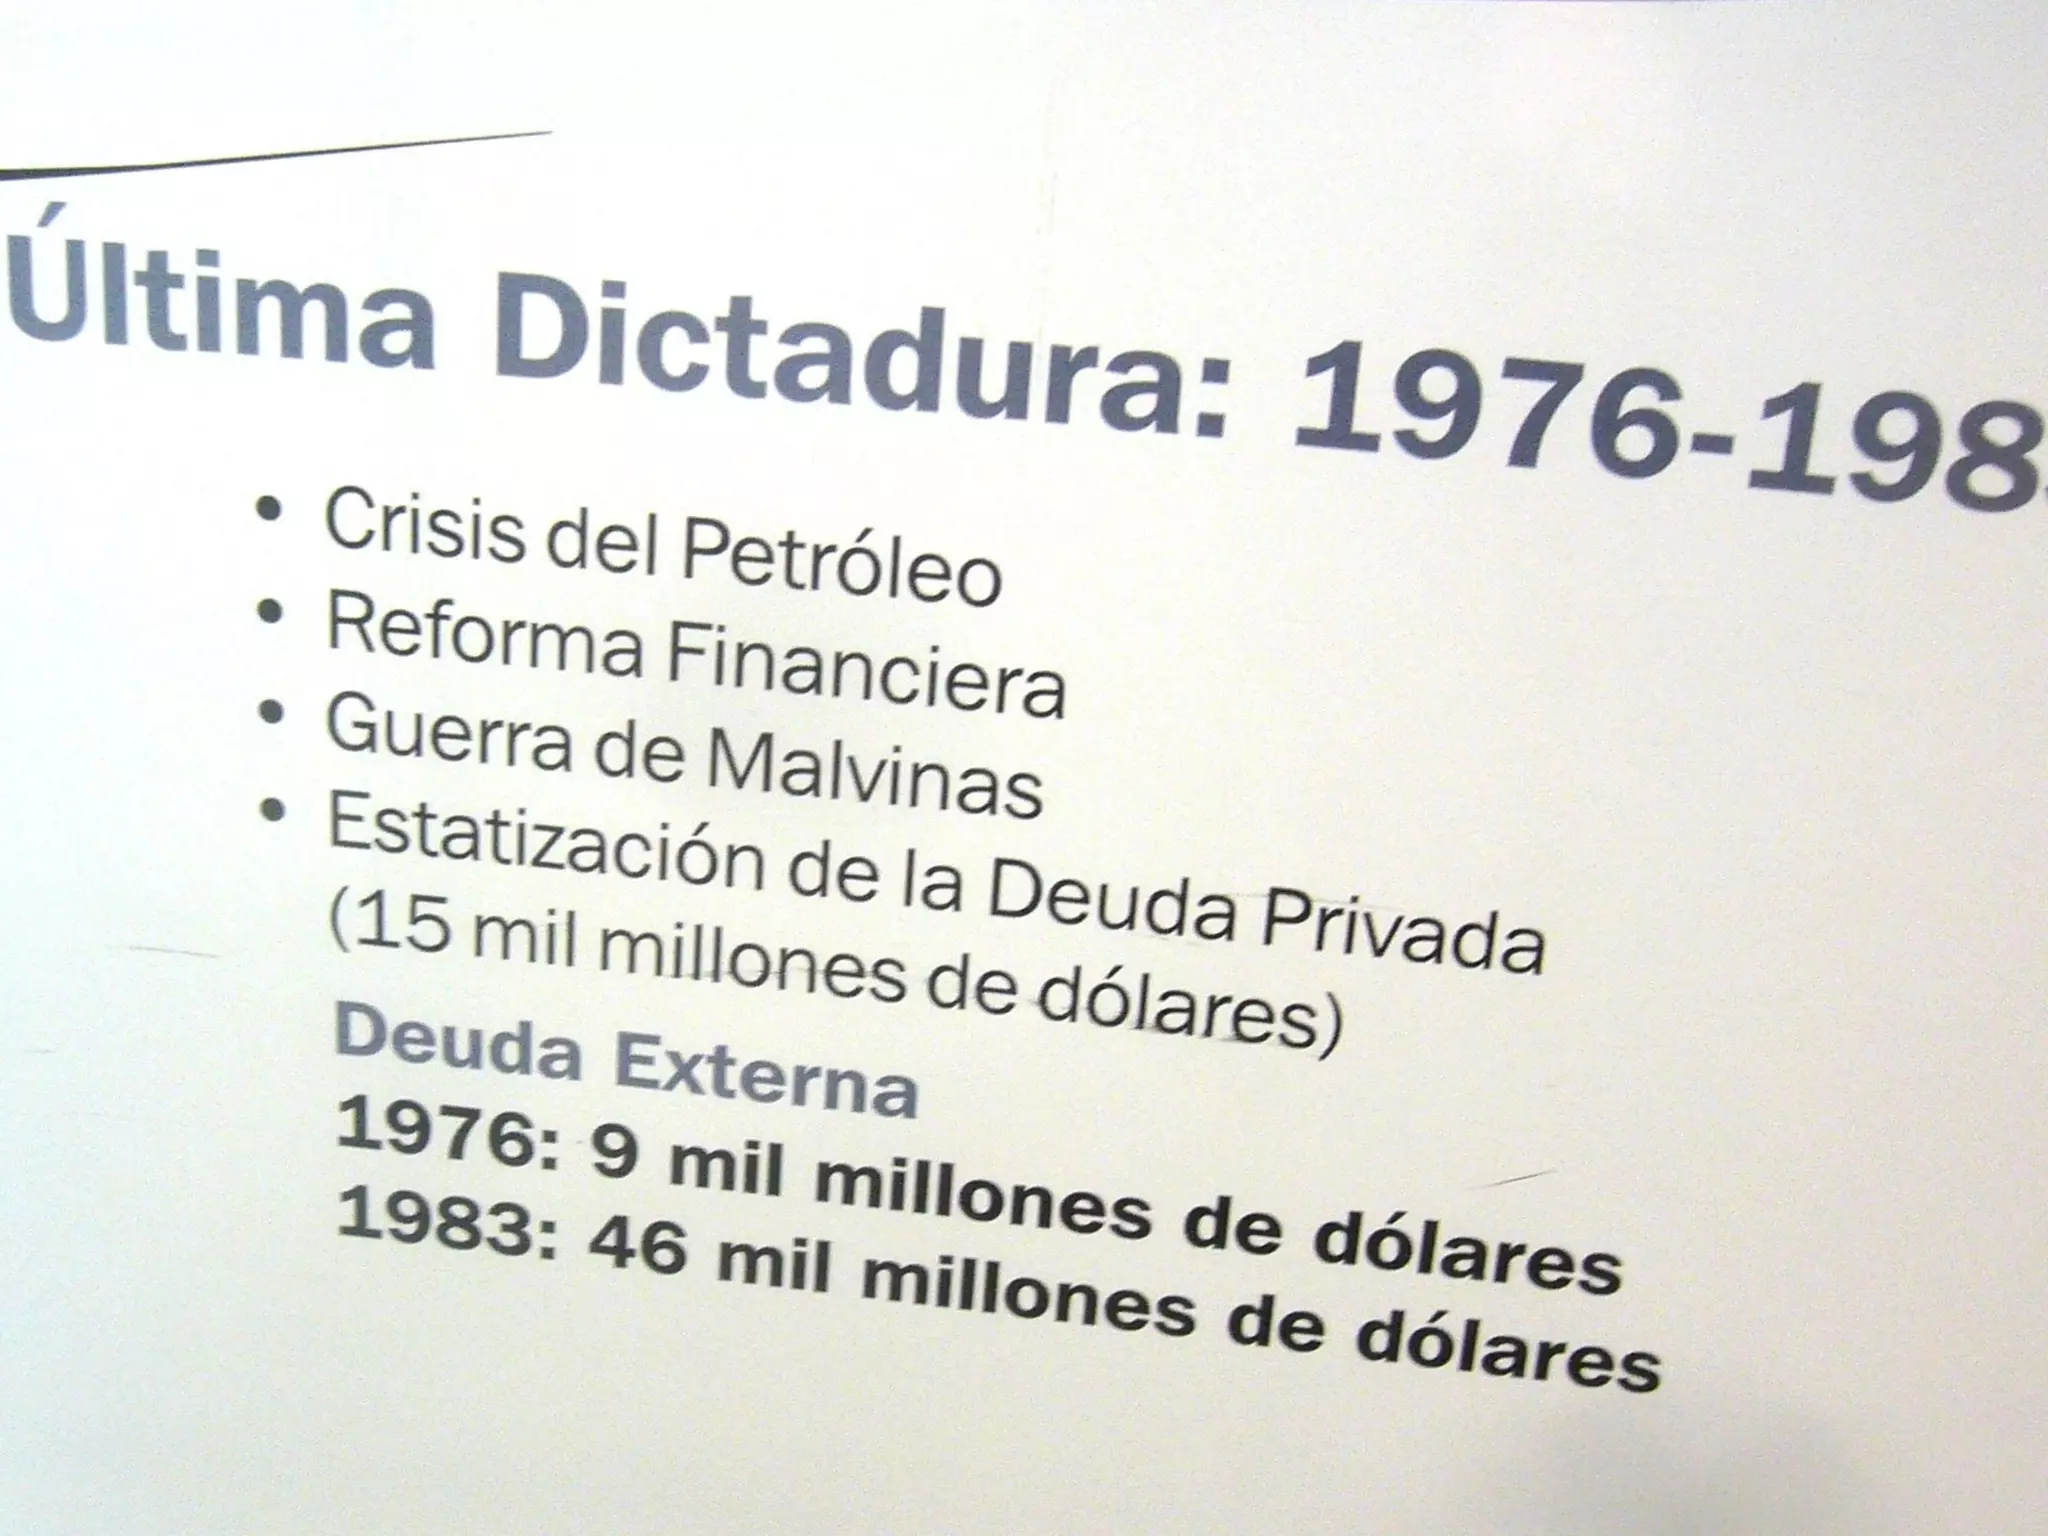 Última Dictadura: 1976-198
• Crisis del Petróleo
• Reforma Financiera
• Guerra de Malvinas
• Estatización de la Deuda Privada
(15 mil millones de dólares)
Deuda Externa
1976: 9 mil millones de dólares
1983: 46 mil millones de dólares